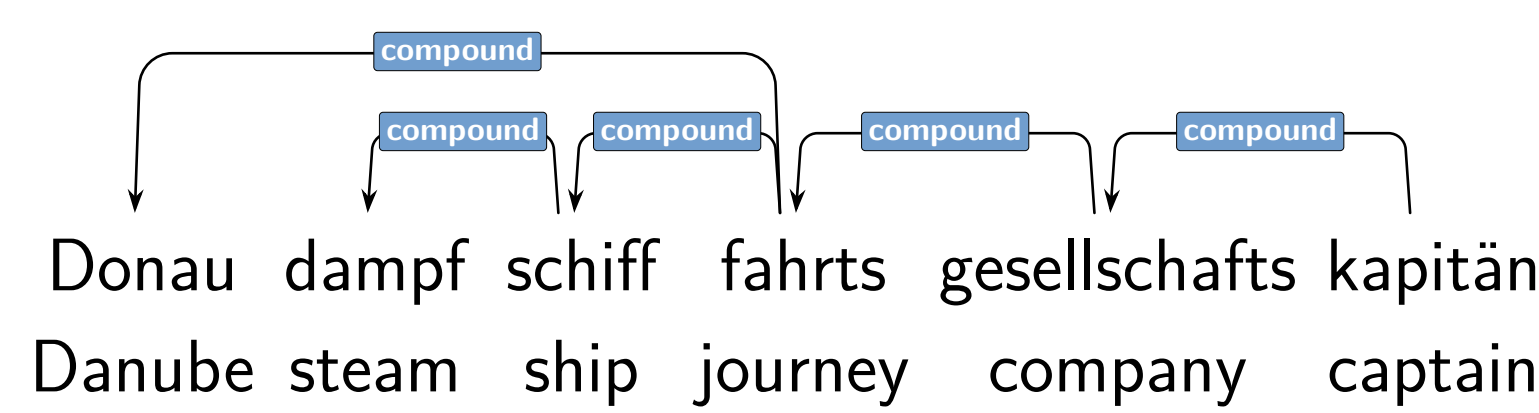 compound
compound compound compound compound
Donau dampf schiff fahrts gesellschafts kapitän
Danube steam ship journey company captain